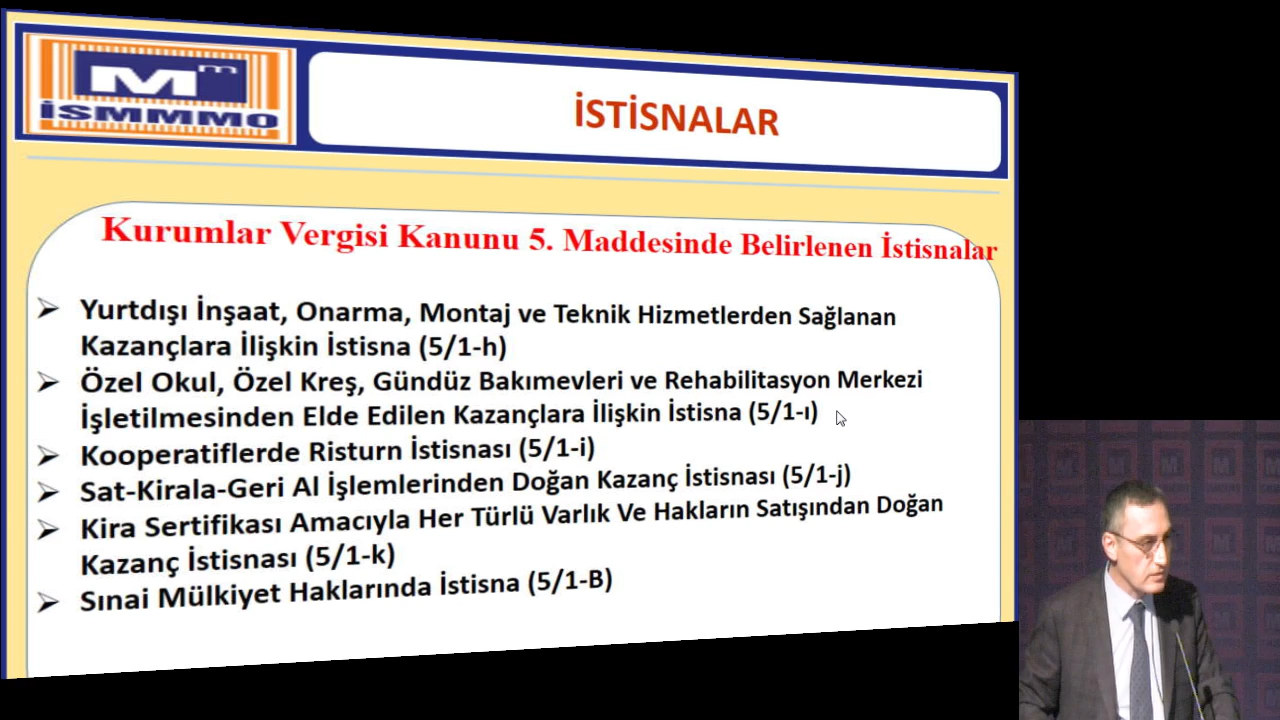 Mm
İSMMMO
İSTİSNALAR
Kurumlar Vergisi Kanunu 5. Maddesinde Belirlenen İstisnalar
Yurtdışı İnşaat, Onarma, Montaj ve Teknik Hizmetlerden Sağlanan
Kazançlara İlişkin İstisna (5/1-h)
Özel Okul, Özel Kreş, Gündüz Bakımevleri ve Rehabilitasyon Merkezi
İşletilmesinden Elde Edilen Kazançlara İlişkin İstisna (5/1-ı)
Kooperatiflerde Risturn İstisnası (5/1-i)
Sat-Kirala-Geri Al İşlemlerinden Doğan Kazanç İstisnası (5/1-j)
Kira Sertifikası Amacıyla Her Türlü Varlık Ve Hakların Satışından Doğan
Kazanç İstisnası (5/1-k)
Sınai Mülkiyet Haklarında İstisna (5/1-B)